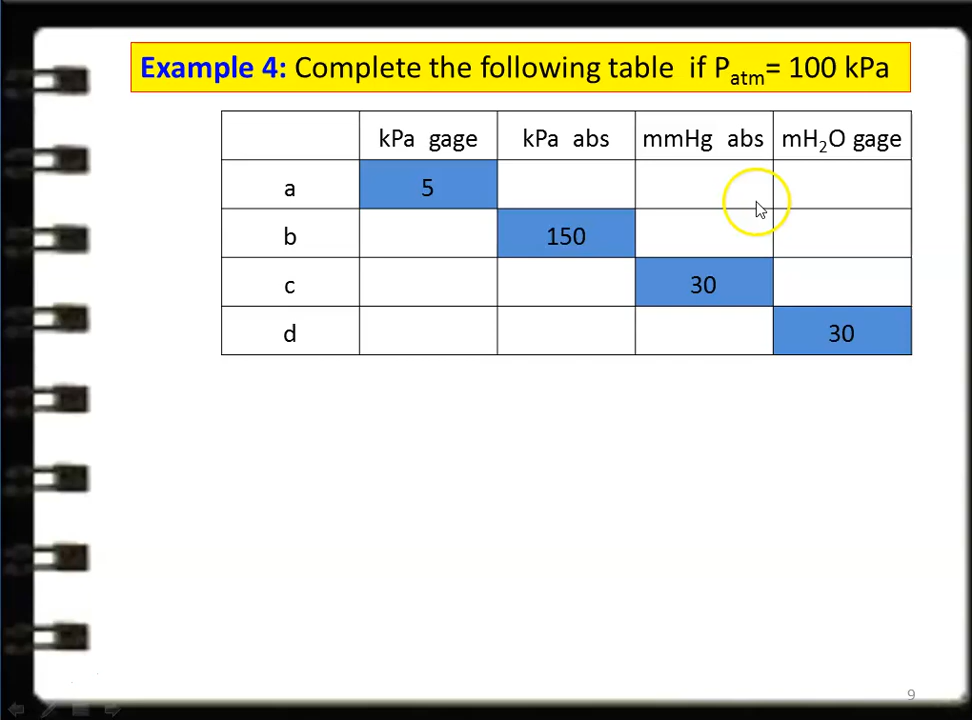 Example 4: Complete the following table if Patm= 100 kPa
kPa gage kPa abs mmHg abs mH2O gage
a 5
b 150
c 30
d 30
9